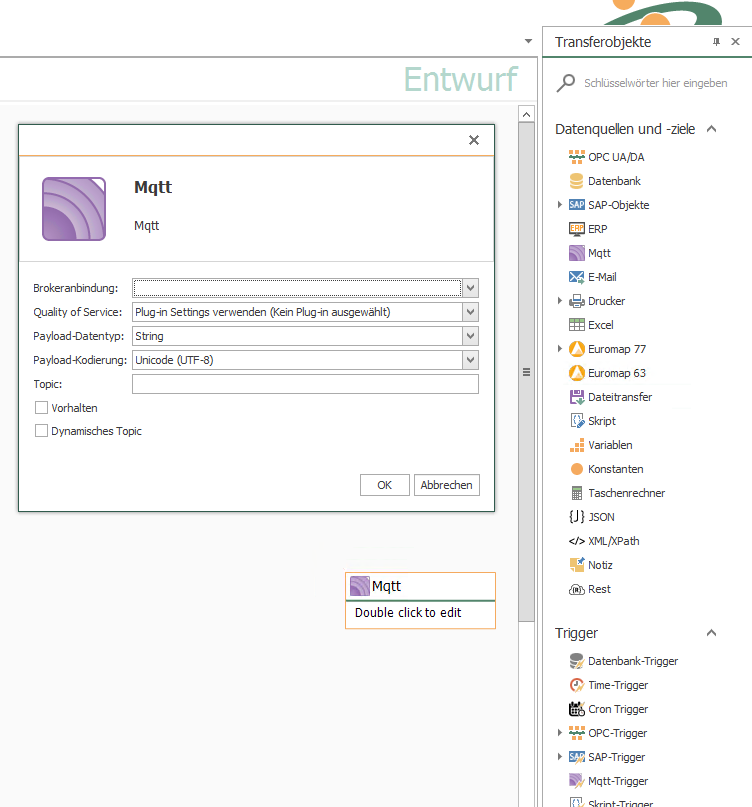 Entwurf
Mqtt
Mqtt
Brokeranbindung:
Quality of Service: Plug-in Settings verwenden (Kein Plug-in ausgewählt)
Payload-Datentyp: String
Payload-Kodierung: Unicode (UTF-8)
Topic:
Vorhalten
Dynamisches Topic
OK Abbrechen
Mqtt
Double click to edit
Transferobjekte
Schlüsselwörter hier eingeben
Datenquellen und -ziele
OPC UA/DA
Datenbank
SAP SAP-Objekte
ERP ERP
Mqtt
E-Mail
Drucker
Excel
Euromap 77
Euromap 63
Dateitransfer
Skript
Variablen
Konstanten
Taschenrechner
{J} JSON
</> XML/XPath
Notiz
Rest
Trigger
Datenbank-Trigger
Time-Trigger
Cron Trigger
OPC-Trigger
SAP SAP-Trigger
Mqtt-Trigger
Skript-Trigger